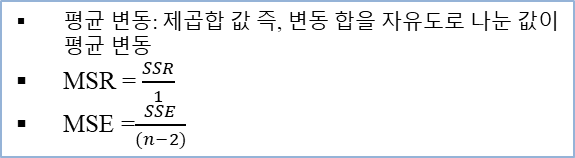 ▪ 평균 변동: 제곱합 값 즉, 변동 합을 자유도로 나눈 값이
평균 변동
▪ MSR = SSR/1
▪ MSE =SSE/(n−2)